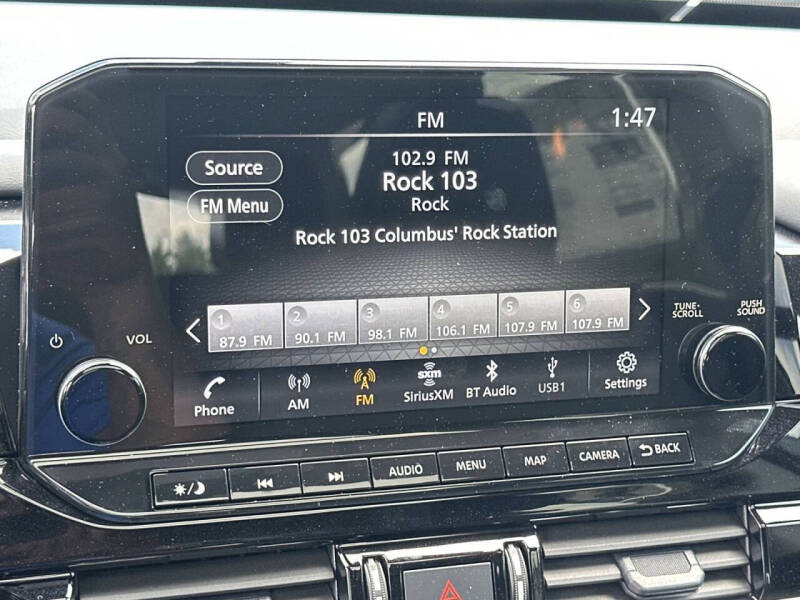 FM
1:47
Source
102.9 FM
Rock 103
FM Menu
Rock
Rock 103 Columbus' Rock Station
1
2
3
4
5
6
87.9 FM
90.1 FM
98.1 FM
106.1 FM
107.9 FM
107.9 FM
VOL
TUNE•
SCROLL
PUSH
SOUND
Phone
AM
FM
sxm
SiriusXM
BT Audio
USB1
Settings
AUDIO
MENU
MAP
CAMERA
BACK